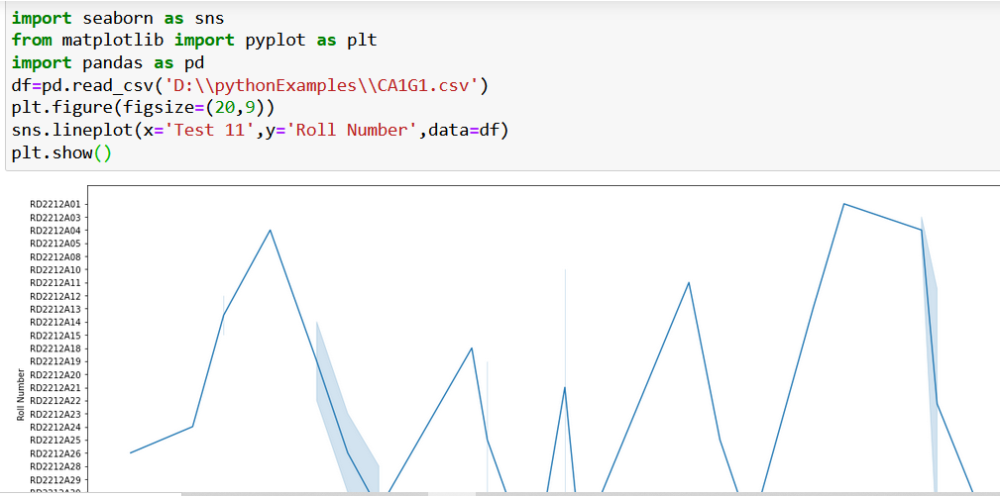 import seaborn as sns
from matplotlib import pyplot as plt
import pandas as pd
df=pd.read_csv('D:\\pythonExamples\\CA1G1.csv')
plt.figure(figsize=(20,9))
sns.lineplot(x='Test 11',y='Roll Number',data=df)
plt.show()
RD2212A01
RD2212A03
RD2212A04
RD2212A05
RD2212A08
RD2212A10
RD2212A11
RD2212A12
RD2212A13
RD2212A14
RD2212A15
RD2212A18
RD2212A19
RD2212A20
RD2212A21
RD2212A22
RD2212A23
RD2212A24
RD2212A25
RD2212A26
RD2212A28
RD2212A29
Roll Number